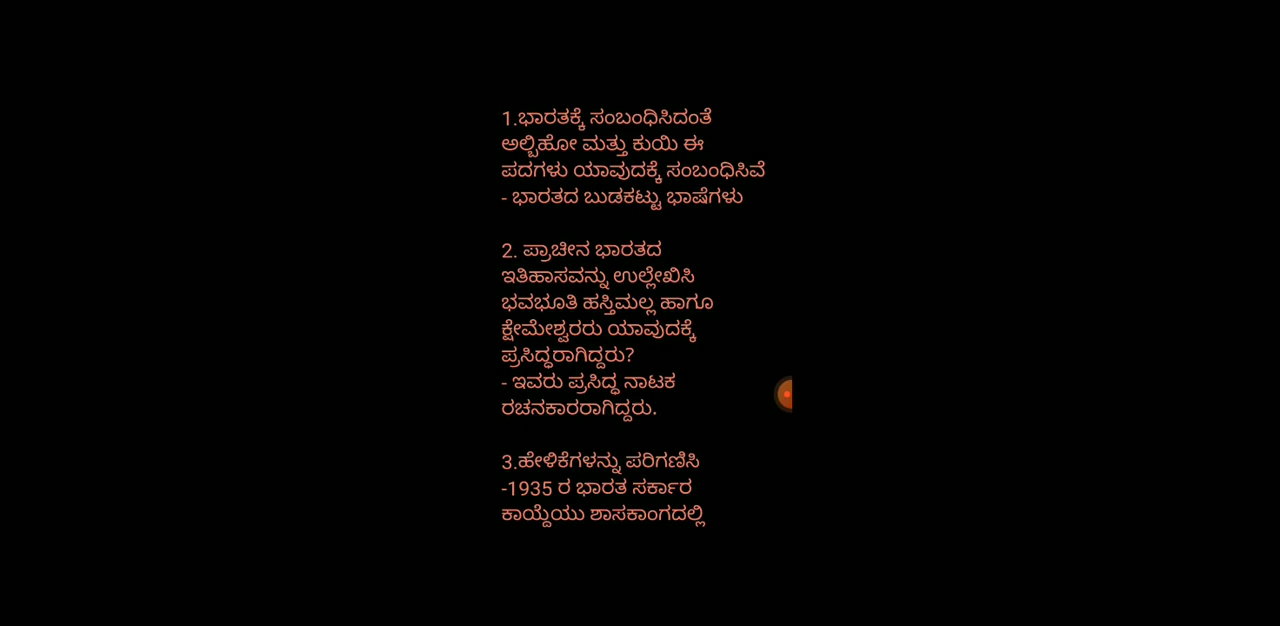 1.ಭಾರತಕ್ಕೆ ಸಂಬಂಧಿಸಿದಂತೆ
ಅಲ್ಬಿಹೋ ಮತ್ತು ಕುಯಿ ಈ
ಪದಗಳು ಯಾವುದಕ್ಕೆ ಸಂಬಂಧಿಸಿವೆ
- ಭಾರತದ ಬುಡಕಟ್ಟು ಭಾಷೆಗಳು
2. ಪ್ರಾಚೀನ ಭಾರತದ
ಇತಿಹಾಸವನ್ನು ಉಲ್ಲೇಖಿಸಿ
ಭವಭೂತಿ ಹಸ್ತಿಮಲ್ಲ ಹಾಗೂ
ಕ್ಷೇಮೇಶ್ವರರು ಯಾವುದಕ್ಕೆ
ಪ್ರಸಿದ್ಧರಾಗಿದ್ದರು?
- ಇವರು ಪ್ರಸಿದ್ಧ ನಾಟಕ
ರಚನಕಾರರಾಗಿದ್ದರು.
3.ಹೇಳಿಕೆಗಳನ್ನು ಪರಿಗಣಿಸಿ
-1935 ರ ಭಾರತ ಸರ್ಕಾರ
ಕಾಯ್ದೆಯು ಶಾಸಕಾಂಗದಲ್ಲಿ